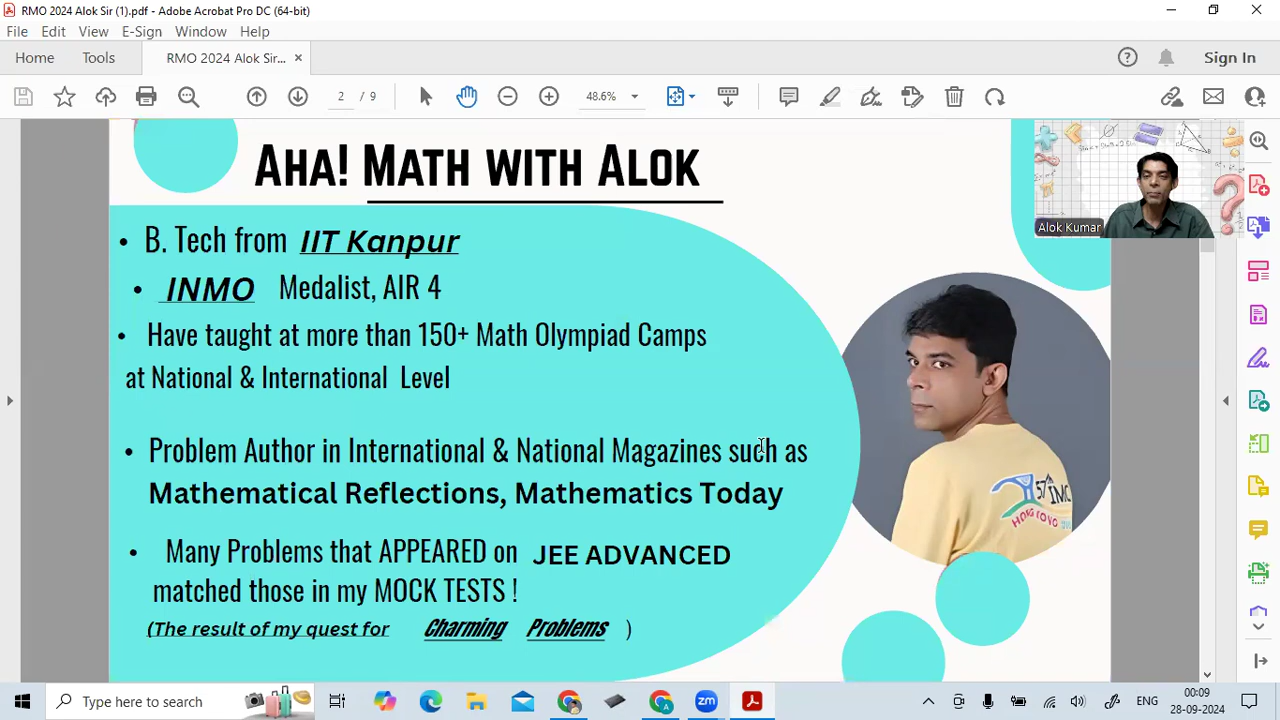 RMO 2024 Alok Sir (1).pdf - Adobe Acrobat Pro DC (64-bit)
File Edit View E-Sign Window Help
Home Tools RMO 2024 Alok Sir... × Sign In
2 / 9 48.6%
AHA! MATH WITH ALOK
Alok Kumar
• B. Tech from IIT Kanpur
• INMO Medalist, AIR 4
• Have taught at more than 150+ Math Olympiad Camps
at National & International Level
• Problem Author in International & National Magazines such as
Mathematical Reflections, Mathematics Today
• Many Problems that APPEARED on JEE ADVANCED
matched those in my MOCK TESTS !
(The result of my quest for Charming Problems )
57th
HONG KONG
Type here to search
zm
ENG
00:09
28-09-2024